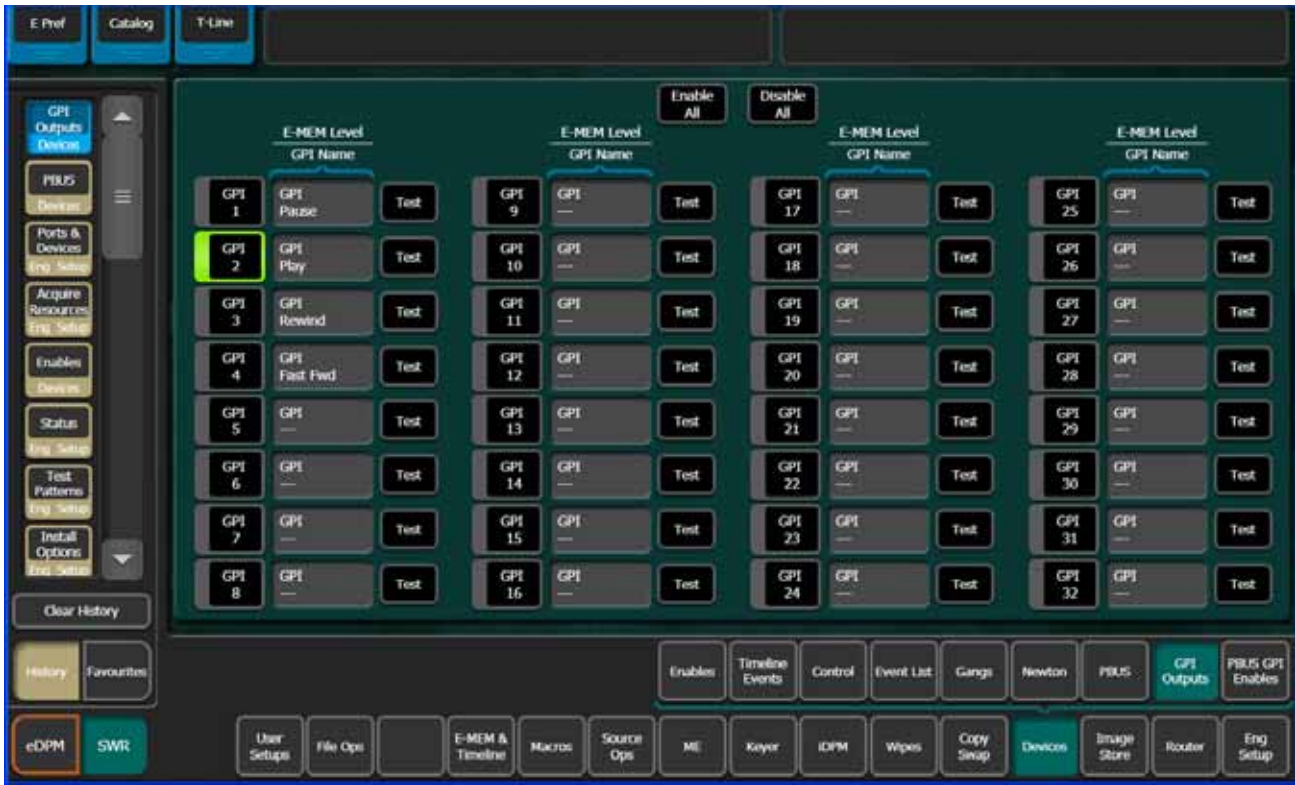 E Pref
Catalog
T-Line
Enable
All
Disable
All
GPI
Outputs
Devices
PBUS
Devices
Ports &
Devices
Eng Setup
Acquire
Resources
Eng Setup
Enables
Devices
Status
Eng Setup
Test
Patterns
Eng Setup
Install
Options
Eng Setup
Clear History
History
Favourites
eDPM
SWR
E-MEM Level
GPI Name
GPI
1
GPI
Pause
Test
GPI
2
GPI
Play
Test
GPI
3
GPI
Rewind
Test
GPI
4
GPI
Fast Fwd
Test
GPI
5
GPI
---
Test
GPI
6
GPI
---
Test
GPI
7
GPI
---
Test
GPI
8
GPI
---
Test
E-MEM Level
GPI Name
GPI
9
GPI
---
Test
GPI
10
GPI
---
Test
GPI
11
GPI
---
Test
GPI
12
GPI
---
Test
GPI
13
GPI
---
Test
GPI
14
GPI
---
Test
GPI
15
GPI
---
Test
GPI
16
GPI
---
Test
E-MEM Level
GPI Name
GPI
17
GPI
---
Test
GPI
18
GPI
---
Test
GPI
19
GPI
---
Test
GPI
20
GPI
---
Test
GPI
21
GPI
---
Test
GPI
22
GPI
---
Test
GPI
23
GPI
---
Test
GPI
24
GPI
---
Test
E-MEM Level
GPI Name
GPI
25
GPI
---
Test
GPI
26
GPI
---
Test
GPI
27
GPI
---
Test
GPI
28
GPI
---
Test
GPI
29
GPI
---
Test
GPI
30
GPI
---
Test
GPI
31
GPI
---
Test
GPI
32
GPI
---
Test
Enables
Timeline
Events
Control
Event List
Gangs
Newton
PBUS
GPI
Outputs
PBUS GPI
Enables
User
Setups
File Ops
E-MEM &
Timeline
Macros
Source
Ops
ME
Keyer
iDPM
Wipes
Copy
Swap
Devices
Image
Store
Router
Eng
Setup